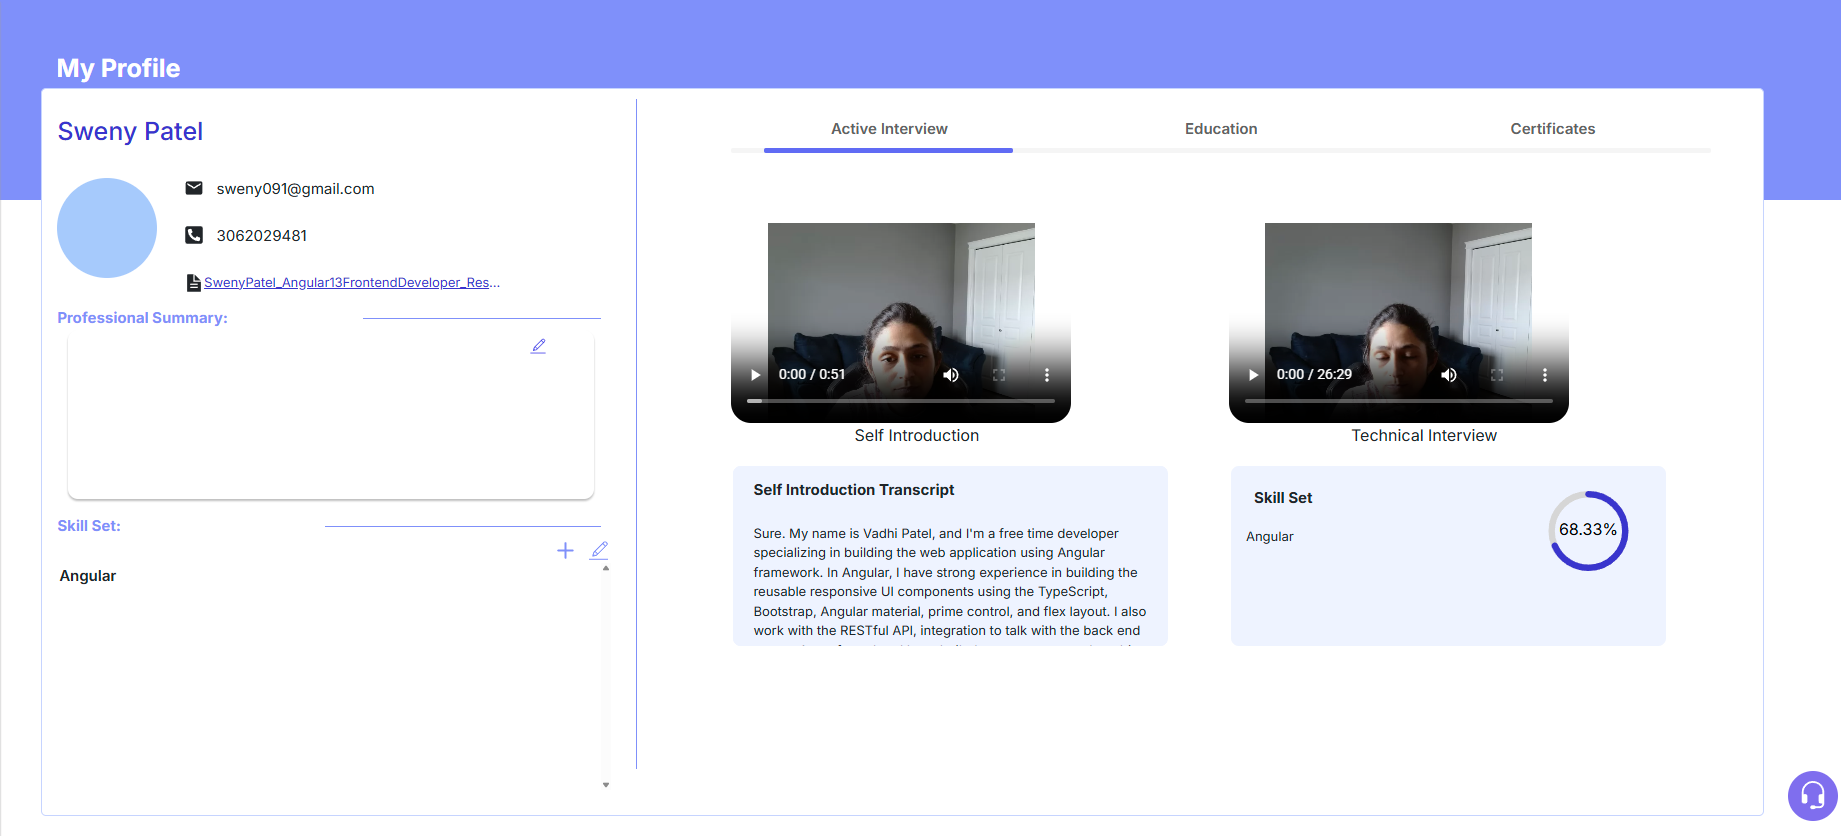 My Profile
Sweny Patel
sweny091@gmail.com
3062029481
SwenyPatel_Angular13FrontendDeveloper_Res...
Professional Summary:
Skill Set:
Angular
Active Interview
Education
Certificates
0:00 / 0:51
Self Introduction
0:00 / 26:29
Technical Interview
Self Introduction Transcript
Sure. My name is Vadhi Patel, and I'm a free time developer
specializing in building the web application using Angular
framework. In Angular, I have strong experience in building the
reusable responsive UI components using the TypeScript,
Bootstrap, Angular material, prime control, and flex layout. I also
work with the RESTful API, integration to talk with the back end
Skill Set
Angular
68.33%